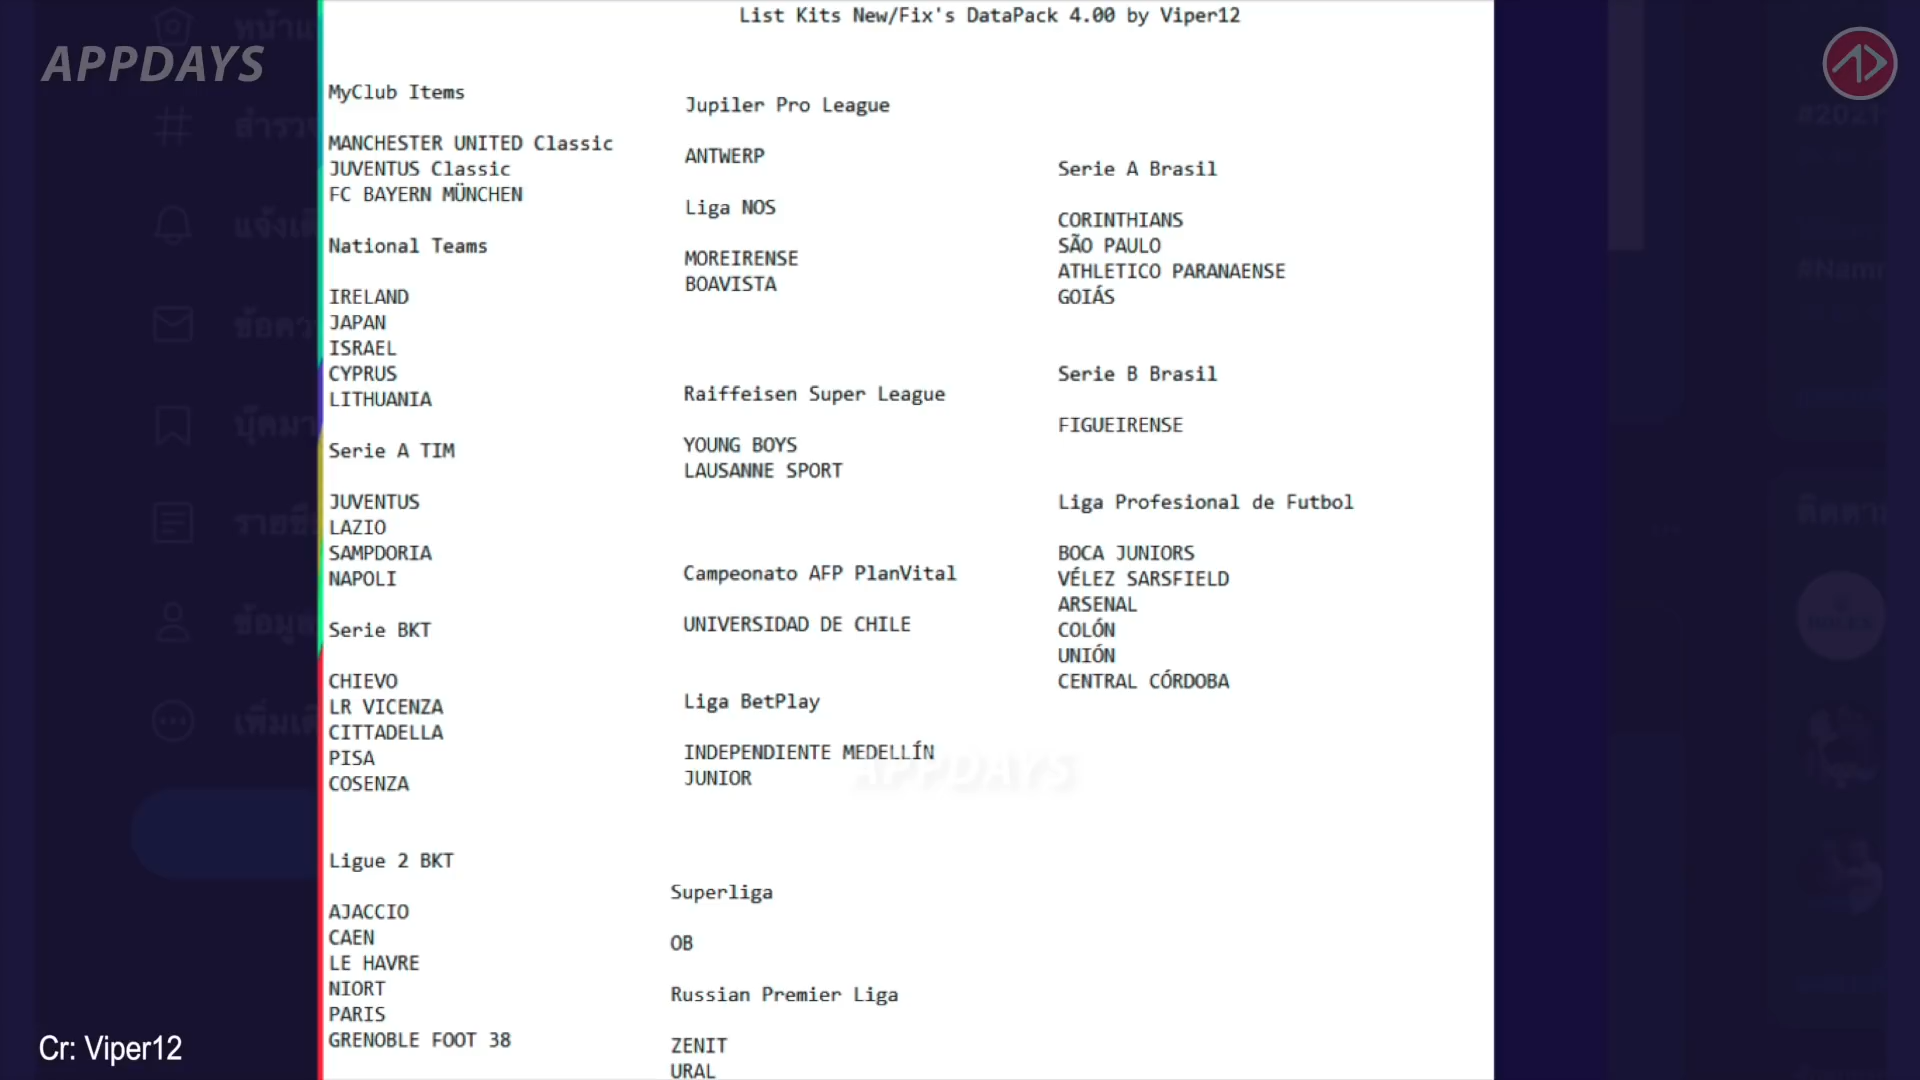 List Kits New/Fix's DataPack 4.00 by Viper12
APPDAYS
MyClub Items
MANCHESTER UNITED Classic
JUVENTUS Classic
FC BAYERN MÜNCHEN
National Teams
IRELAND
JAPAN
ISRAEL
CYPRUS
LITHUANIA
Serie A TIM
JUVENTUS
LAZIO
SAMPDORIA
NAPOLI
Serie BKT
CHIEVO
LR VICENZA
CITTADELLA
PISA
COSENZA
Ligue 2 BKT
AJACCIO
CAEN
LE HAVRE
NIORT
PARIS
GRENOBLE FOOT 38
Jupiler Pro League
ANTWERP
Liga NOS
MOREIRENSE
BOAVISTA
Raiffeisen Super League
YOUNG BOYS
LAUSANNE SPORT
Campeonato AFP PlanVital
UNIVERSIDAD DE CHILE
Liga BetPlay
INDEPENDIENTE MEDELLÍN
JUNIOR
APPDAYS
Superliga
OB
Russian Premier Liga
ZENIT
URAL
Serie A Brasil
CORINTHIANS
SÃO PAULO
ATHLETICO PARANAENSE
GOIÁS
Serie B Brasil
FIGUEIRENSE
Liga Profesional de Futbol
BOCA JUNIORS
VÉLEZ SARSFIELD
ARSENAL
COLÓN
UNIÓN
CENTRAL CÓRDOBA
Cr: Viper12